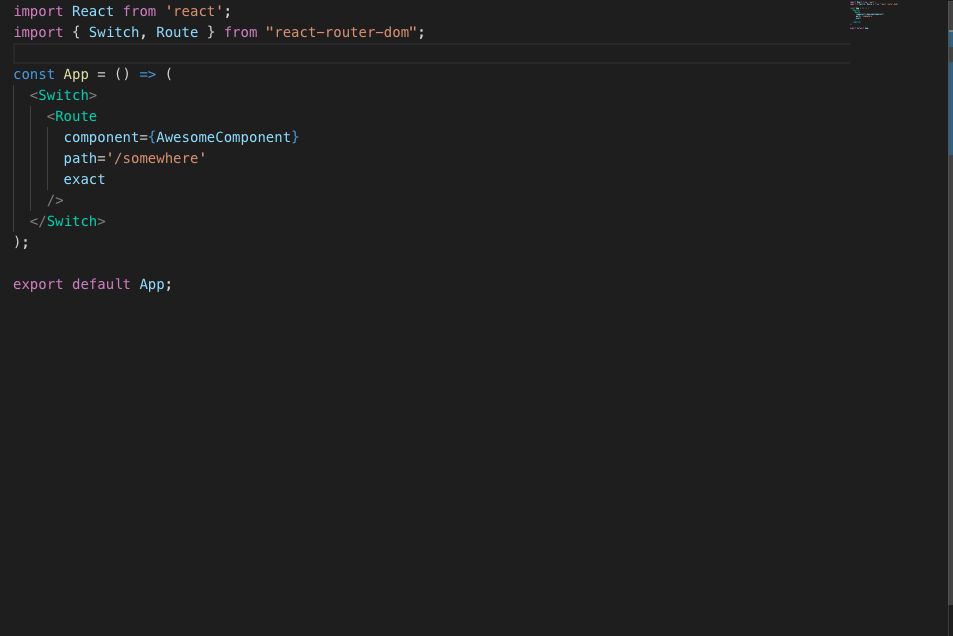 import React from 'react';
import { Switch, Route } from "react-router-dom";
const App = () => (
<Switch>
<Route
component={AwesomeComponent}
path='/somewhere'
exact
/>
</Switch>
);
export default App;